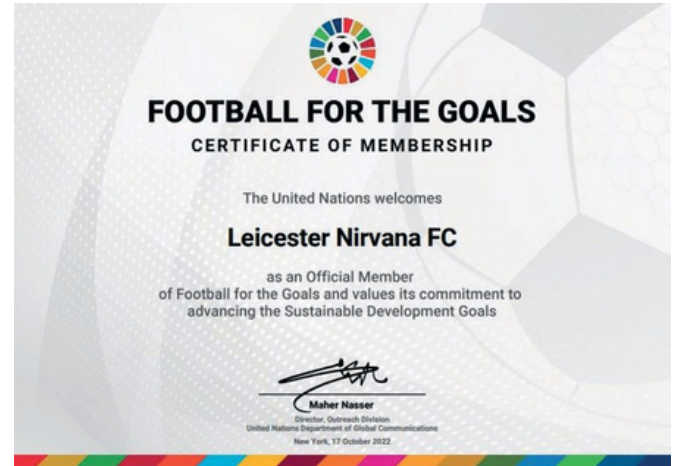 FOOTBALL FOR THE GOALS
CERTIFICATE OF MEMBERSHIP
The United Nations welcomes
Leicester Nirvana FC
as an Official Member
of Football for the Goals and values its commitment to
advancing the Sustainable Development Goals
Maher Nasser
Director, Outreach Division
United Nations Department of Global Communications
New York, 17 October 2022